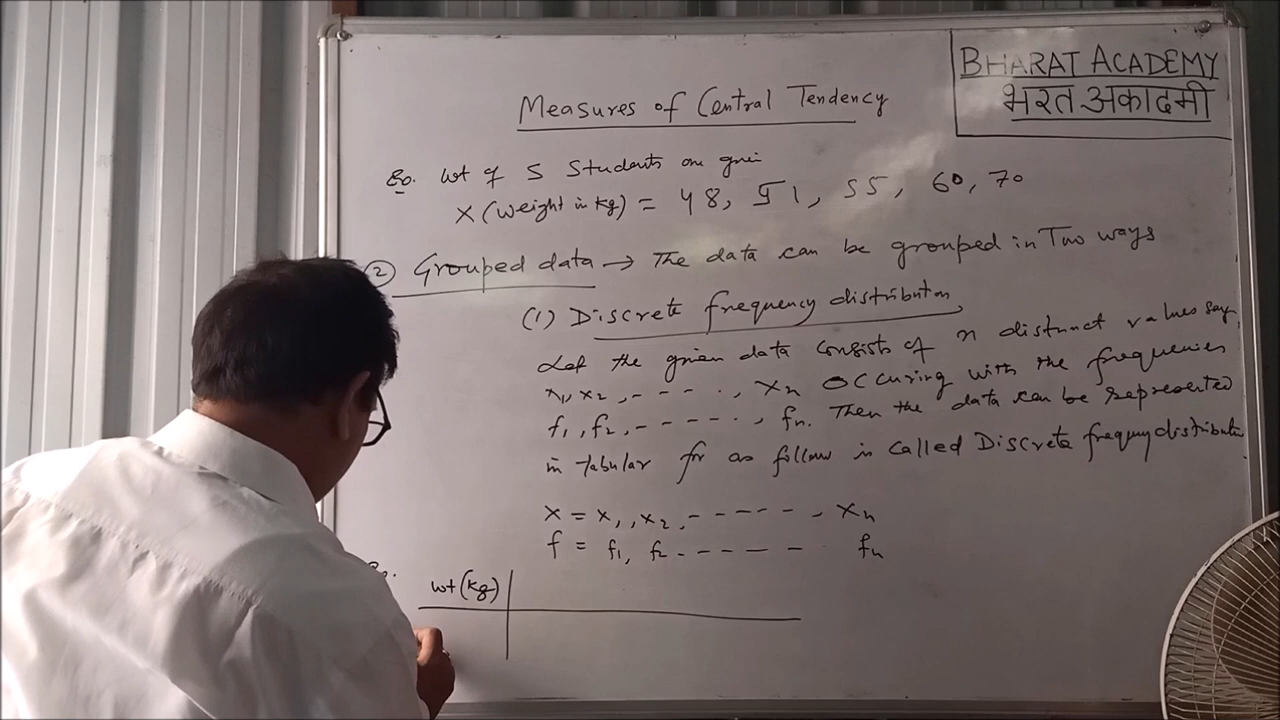 BHARAT ACADEMY
भरत अकादमी
Measures of Central Tendency
Eg. wt of 5 Students are
X (weight in kg) = 48, 51, 55, 60, 70
② Grouped data → The data can be grouped in Two ways
(1) Discrete frequency distribution
Let the given data consists of n distinct values say,
x1, x2, - - - - . , xn occuring with the frequencies
f1, f2, - - - - - - - , fn. Then the data can be represented
in tabular for as follow is called Discrete frequency distribution
x = x1, x2, - - - - - - , xn
f = f1, f2 - - - - - - fn
wt (kg)